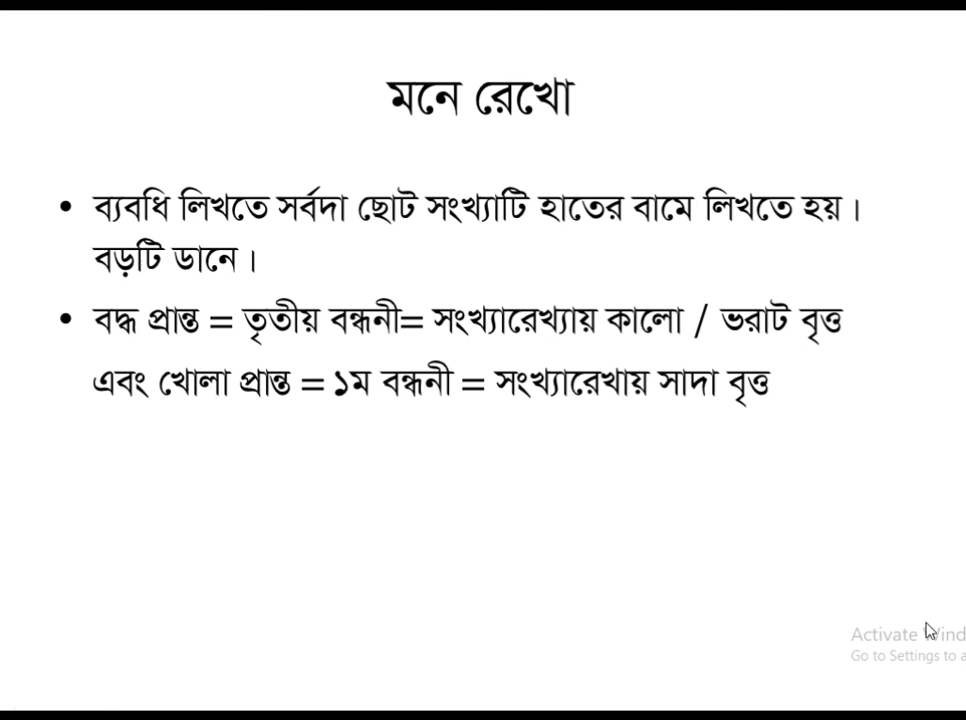 মনে রেখো
• ব্যবধি লিখতে সর্বদা ছোট সংখ্যাটি হাতের বামে লিখতে হয়।
বড়টি ডানে।
• বদ্ধ প্রান্ত = তৃতীয় বন্ধনী= সংখ্যারেখ্যায় কালো / ভরাট বৃত্ত
এবং খোলা প্রান্ত = ১ম বন্ধনী = সংখ্যারেখায় সাদা বৃত্ত
Activate Wind
Go to Settings to a